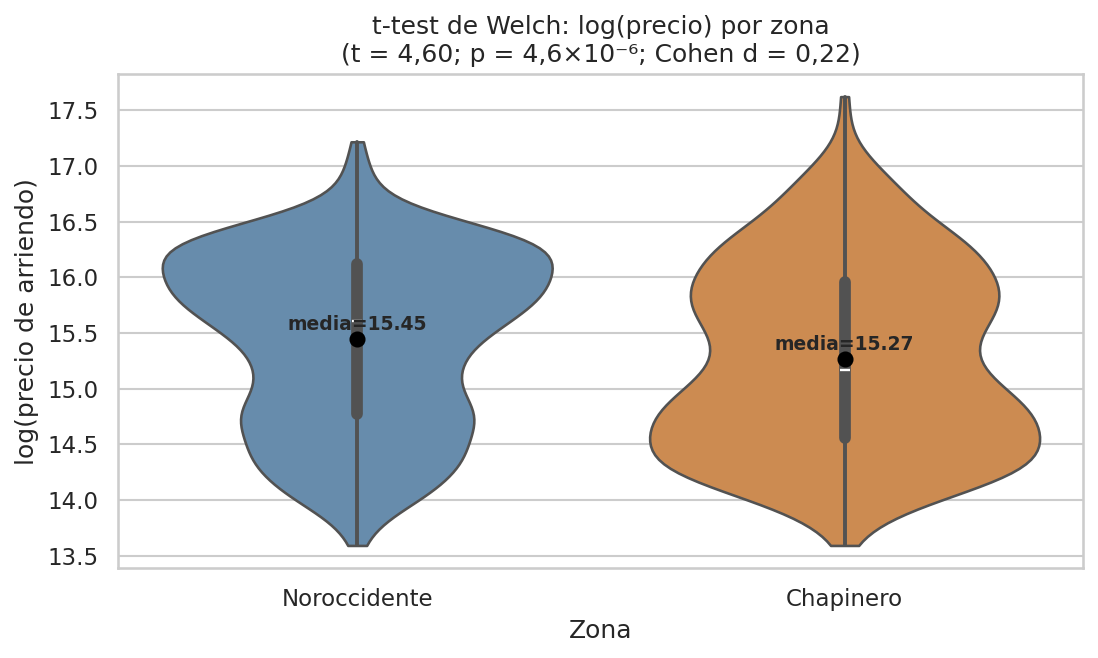 t-test de Welch: log(precio) por zona
(t = 4,60; p = 4,6×10⁻⁶; Cohen d = 0,22)
log(precio de arriendo)
17.5
17.0
16.5
16.0
15.5
15.0
14.5
14.0
13.5
media=15.45
media=15.27
Noroccidente
Chapinero
Zona